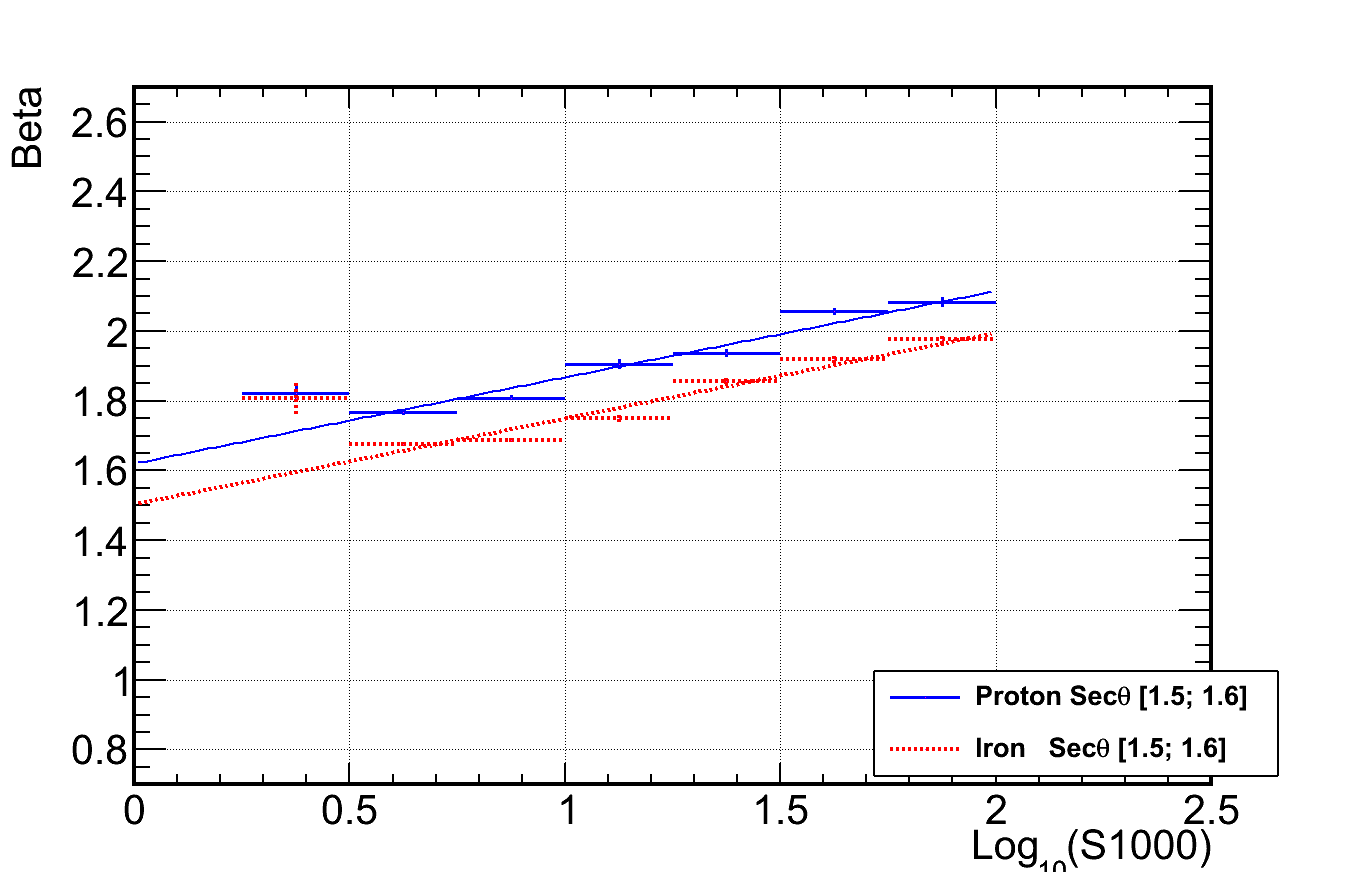 Beta
2.6
2.4
2.2
2
1.8
1.6
1.4
1.2
1
0.8
Proton Secθ [1.5; 1.6]
Iron Secθ [1.5; 1.6]
0 0.5 1 1.5 2 2.5
Log10(S1000)